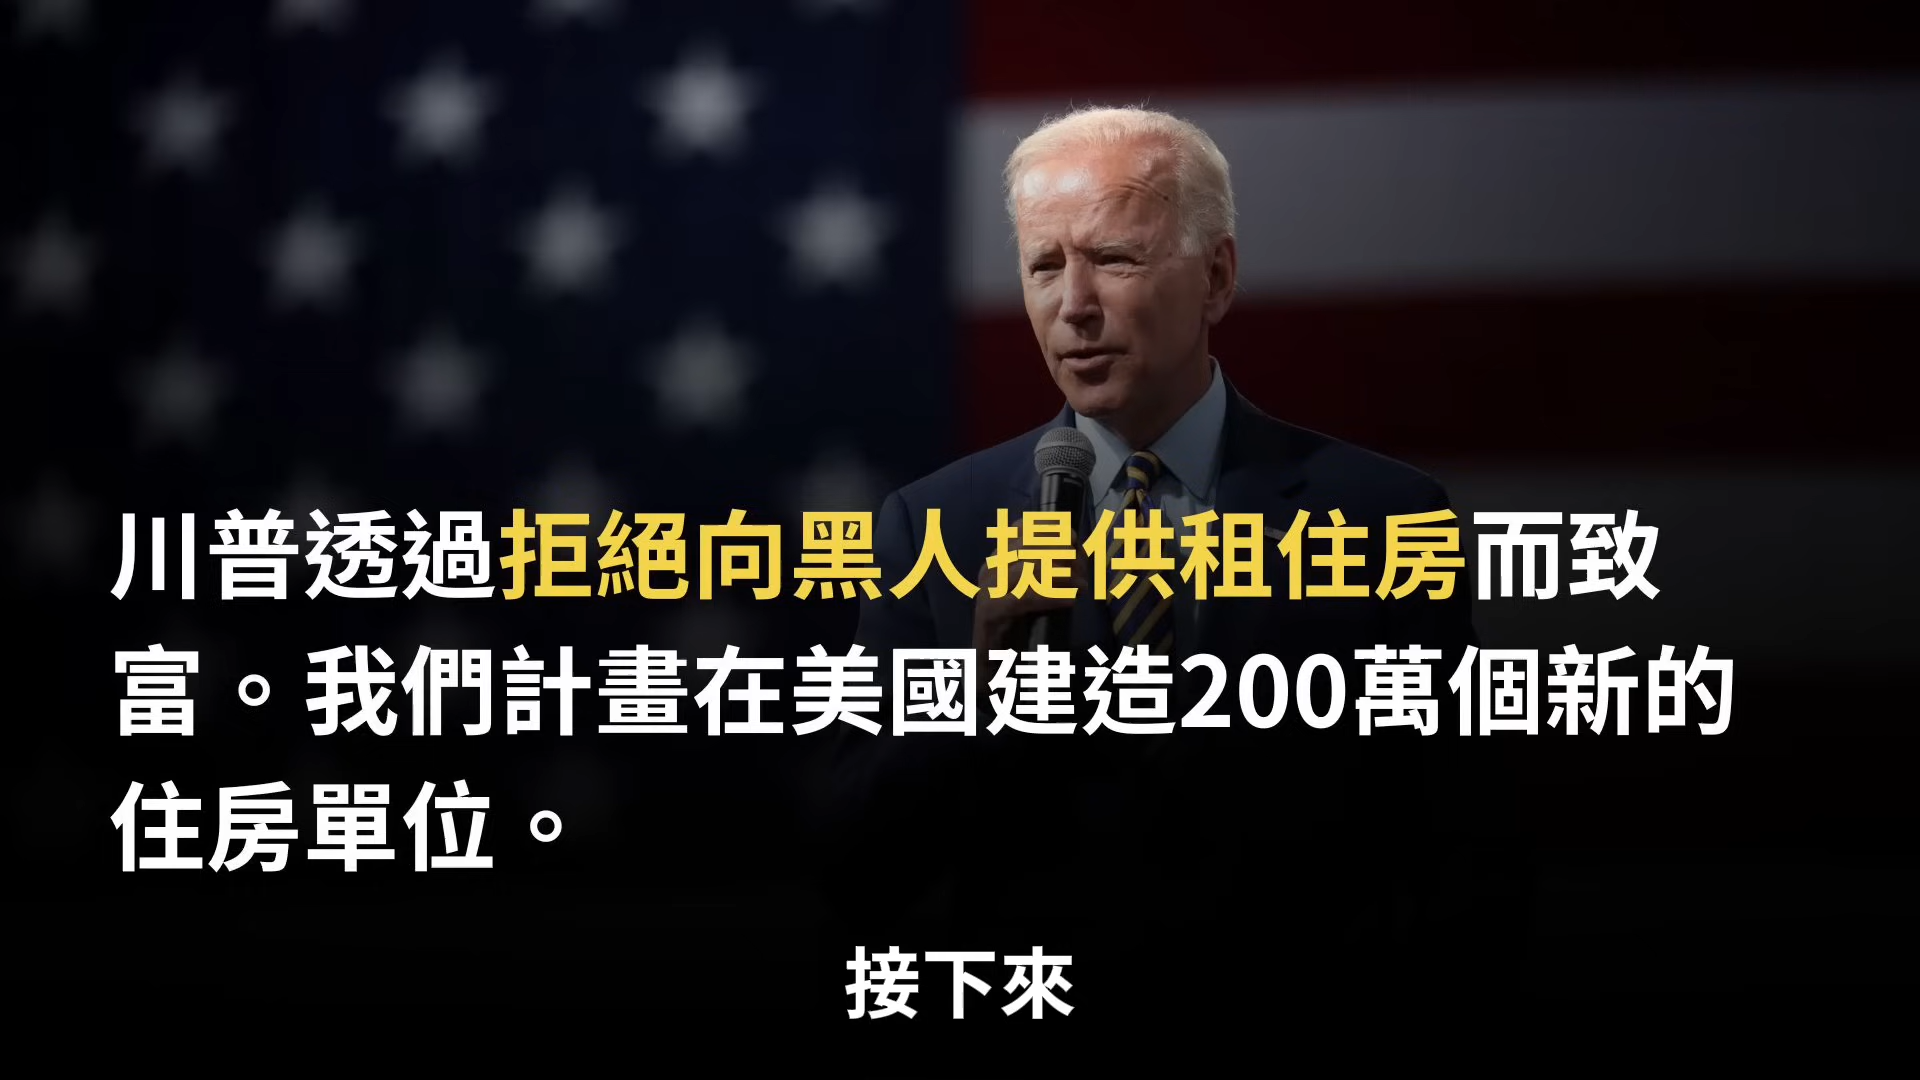 川普透過拒絕向黑人提供租住房而致
富。我們計畫在美國建造200萬個新的
住房單位。
接下來